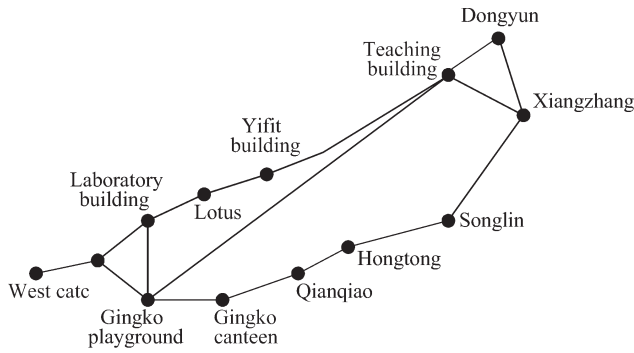 Dongyun
Teaching
building
Xiangzhang
Yifit
building
Laboratory
building
Lotus
Songlin
Hongtong
West catc
Qianqiao
Gingko
playground
Gingko
canteen